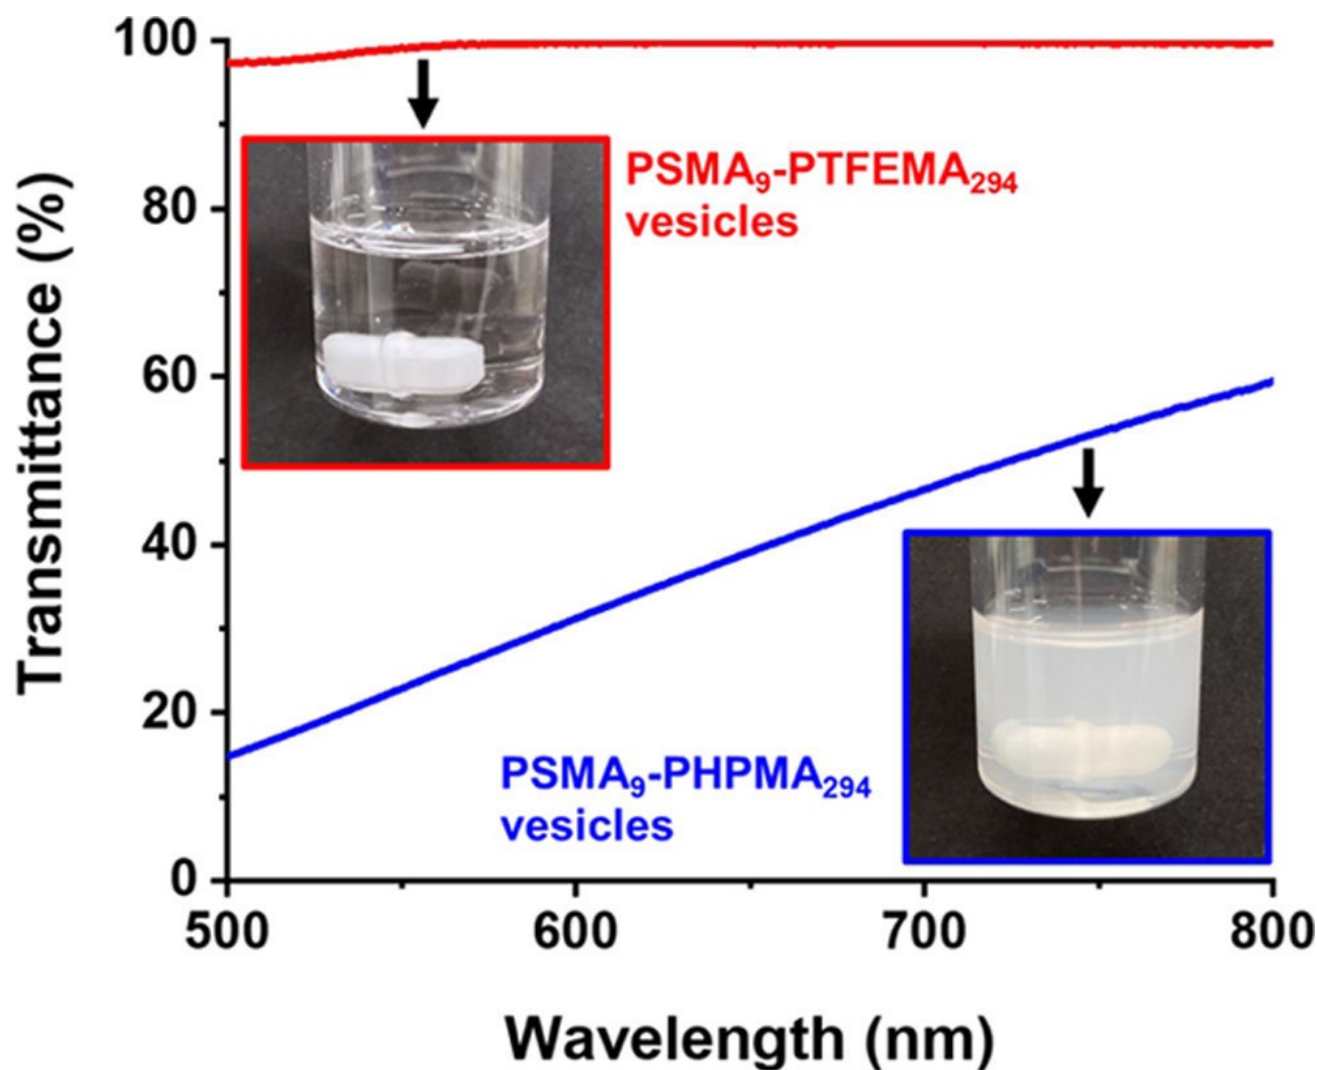 Transmittance (%)
100
80
60
40
20
0
PSMA₉-PTFEMA₂₉₄
vesicles
PSMA₉-PHPMA₂₉₄
vesicles
500 600 700 800
Wavelength (nm)